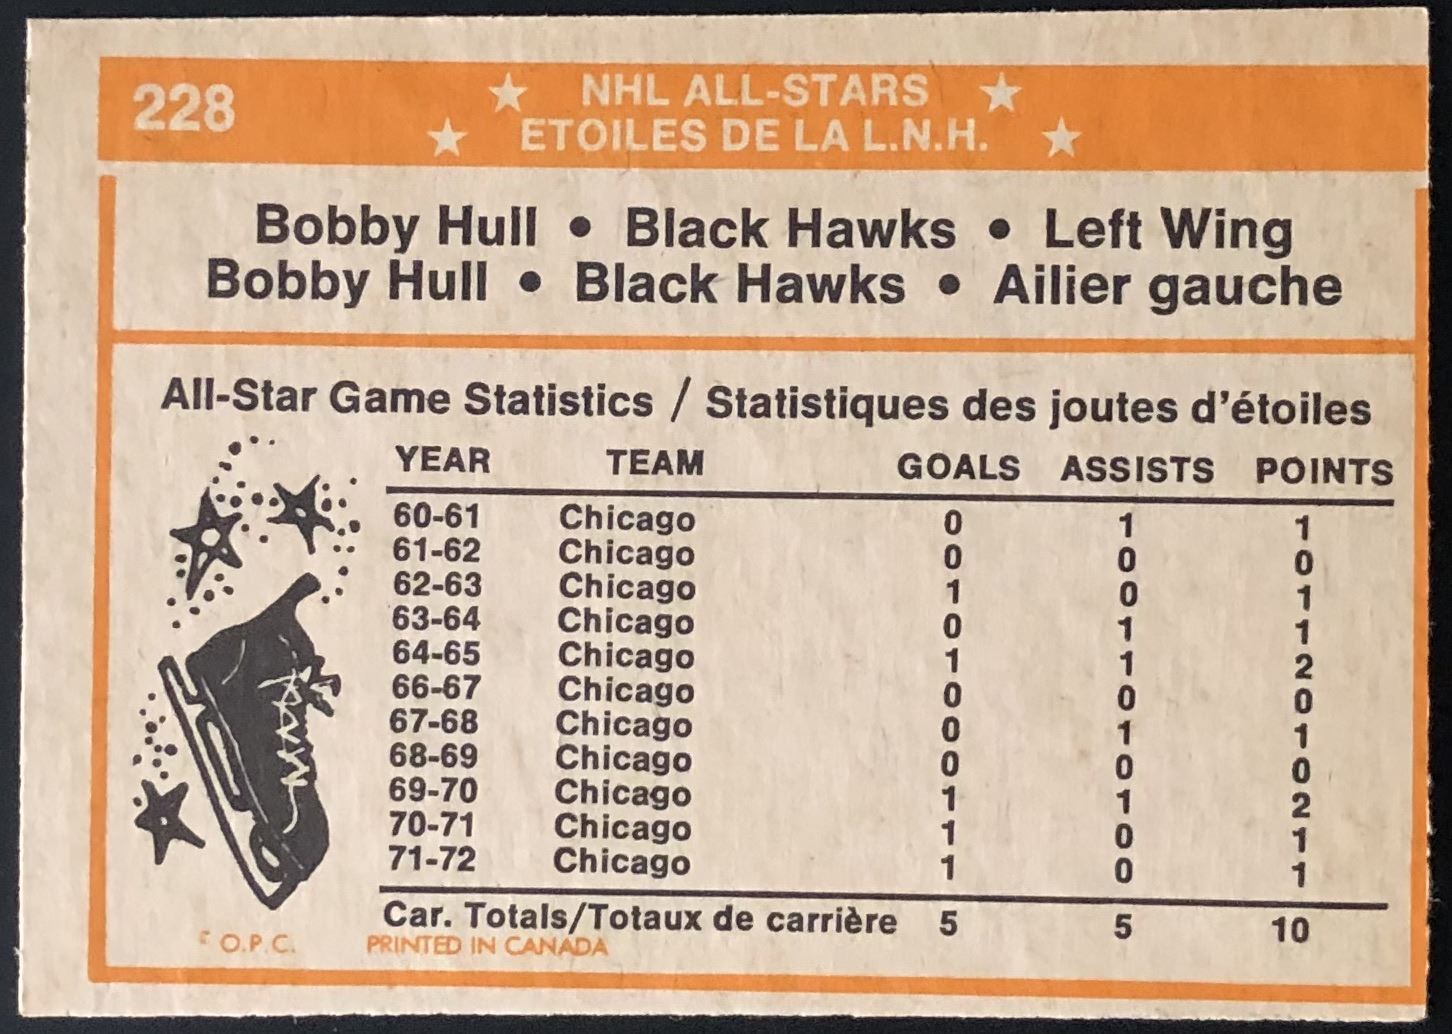 228
NHL ALL-STARS
ETOILES DE LA L.N.H.
Bobby Hull • Black Hawks • Left Wing
Bobby Hull • Black Hawks • Ailier gauche
All-Star Game Statistics / Statistiques des joutes d'étoiles
YEAR TEAM GOALS ASSISTS POINTS
60-61 Chicago 0 1 1
61-62 Chicago 0 0 0
62-63 Chicago 1 0 1
63-64 Chicago 0 1 1
64-65 Chicago 1 1 2
66-67 Chicago 0 0 0
67-68 Chicago 0 1 1
68-69 Chicago 0 0 0
69-70 Chicago 1 1 2
70-71 Chicago 1 0 1
71-72 Chicago 1 0 1
Car. Totals/Totaux de carrière 5 5 10
© O.P.C. PRINTED IN CANADA